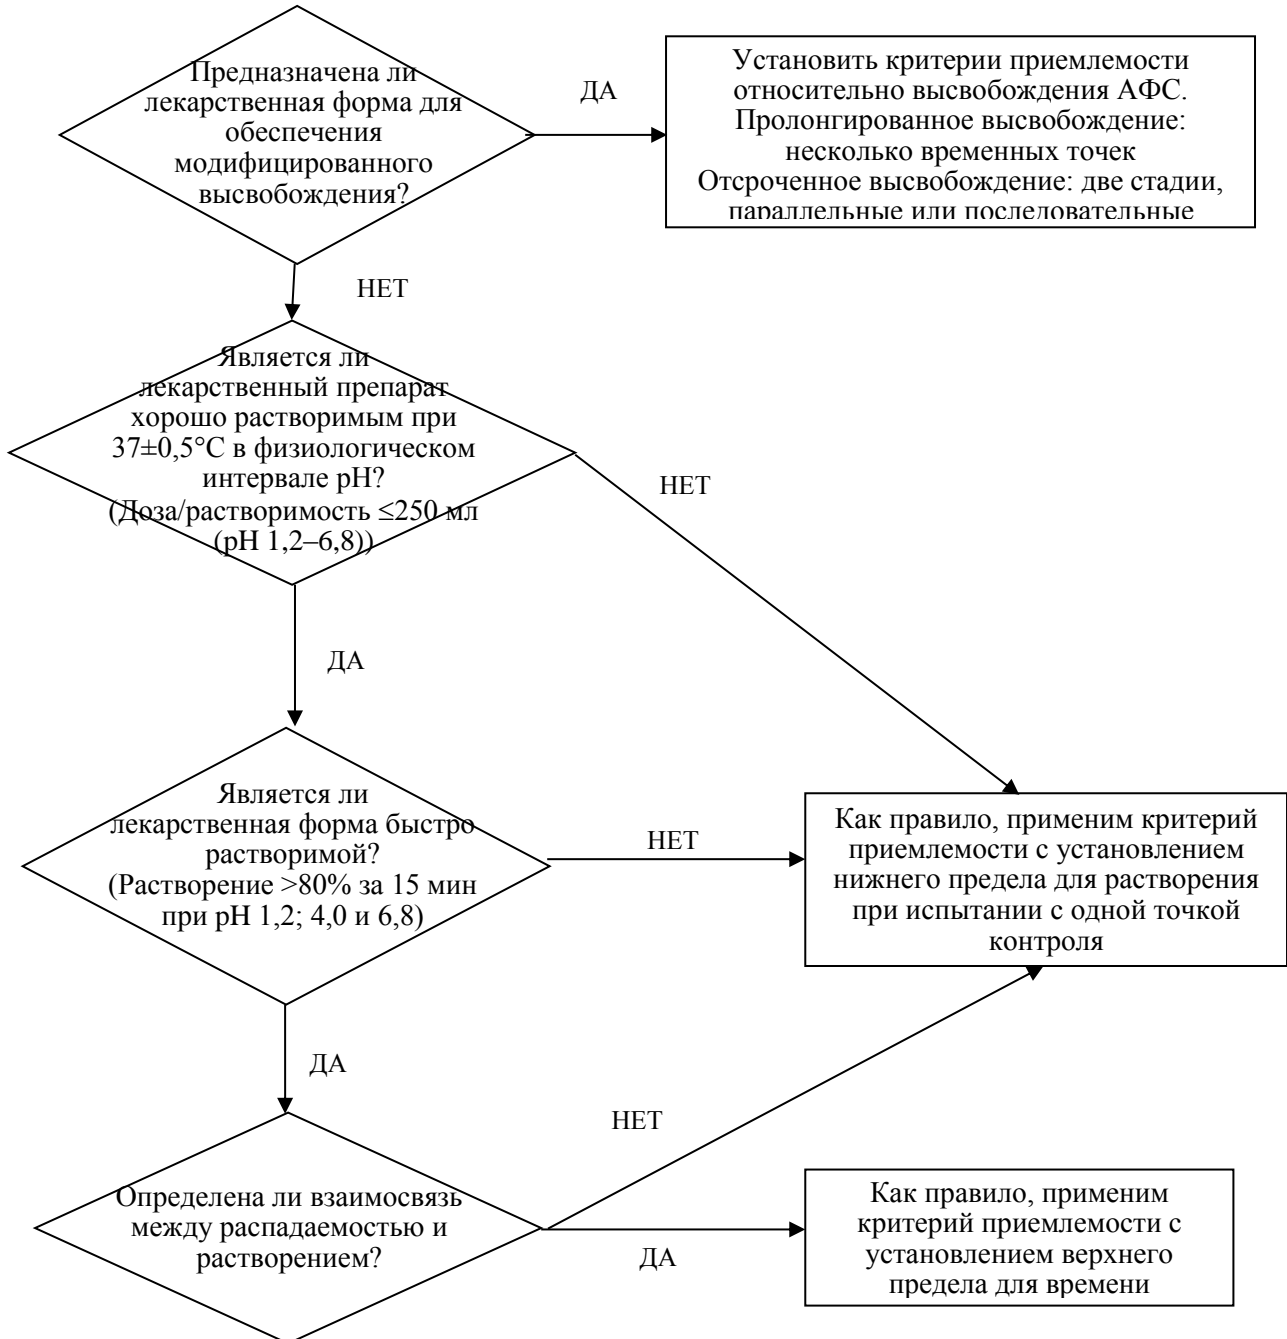 Предназначена ли
лекарственная форма для
обеспечения
модифицированного
высвобождения?
ДА
Установить критерии приемлемости
относительно высвобождения АФС.
Пролонгированное высвобождение:
несколько временных точек
Отсроченное высвобождение: две стадии,
параллельные или последовательные
НЕТ
Является ли
лекарственный препарат
хорошо растворимым при
37±0,5°C в физиологическом
интервале pH?
(Доза/растворимость ≤250 мл
(pH 1,2–6,8))
НЕТ
ДА
Является ли
лекарственная форма быстро
растворимой?
(Растворение >80% за 15 мин
при pH 1,2; 4,0 и 6,8)
НЕТ
Как правило, применим критерий
приемлемости с установлением
нижнего предела для растворения
при испытании с одной точкой
контроля
ДА
НЕТ
Определена ли взаимосвязь
между распадаемостью и
растворением?
ДА
Как правило, применим
критерий приемлемости с
установлением верхнего
предела для времени